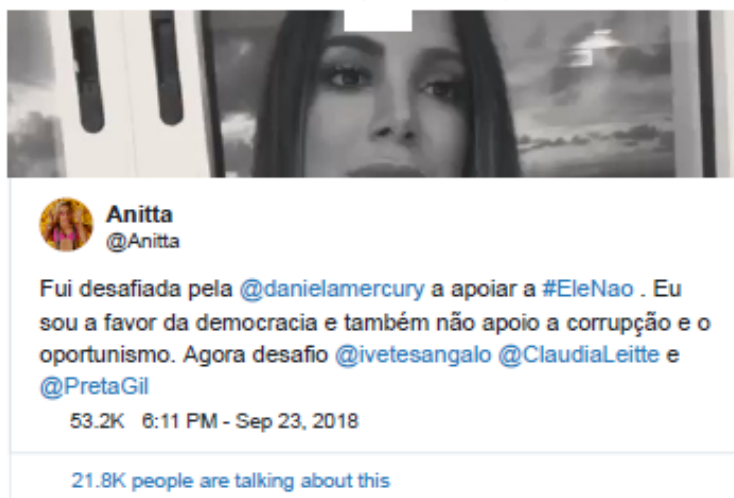 Anitta
@Anitta
Fui desafiada pela @danielamercury a apoiar a #EleNao . Eu
sou a favor da democracia e também não apoio a corrupção e o
oportunismo. Agora desafio @ivetesangalo @ClaudiaLeitte e
@PretaGil
53.2K 6:11 PM - Sep 23, 2018
21.8K people are talking about this